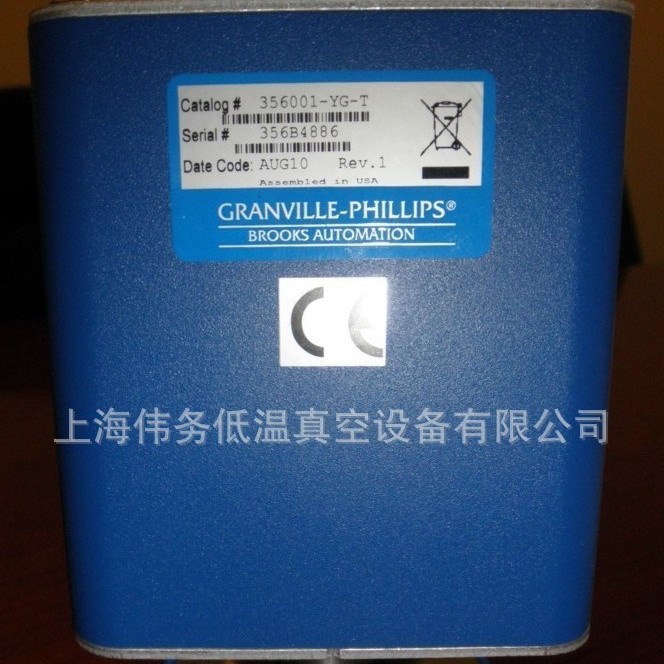 Catalog # 356001-YG-T
Serial # 356B4886
Date Code: AUG10 Rev.1
Assembled in USA
GRANVILLE-PHILLIPS®
BROOKS AUTOMATION
CE
上海伟务低温真空设备有限公司